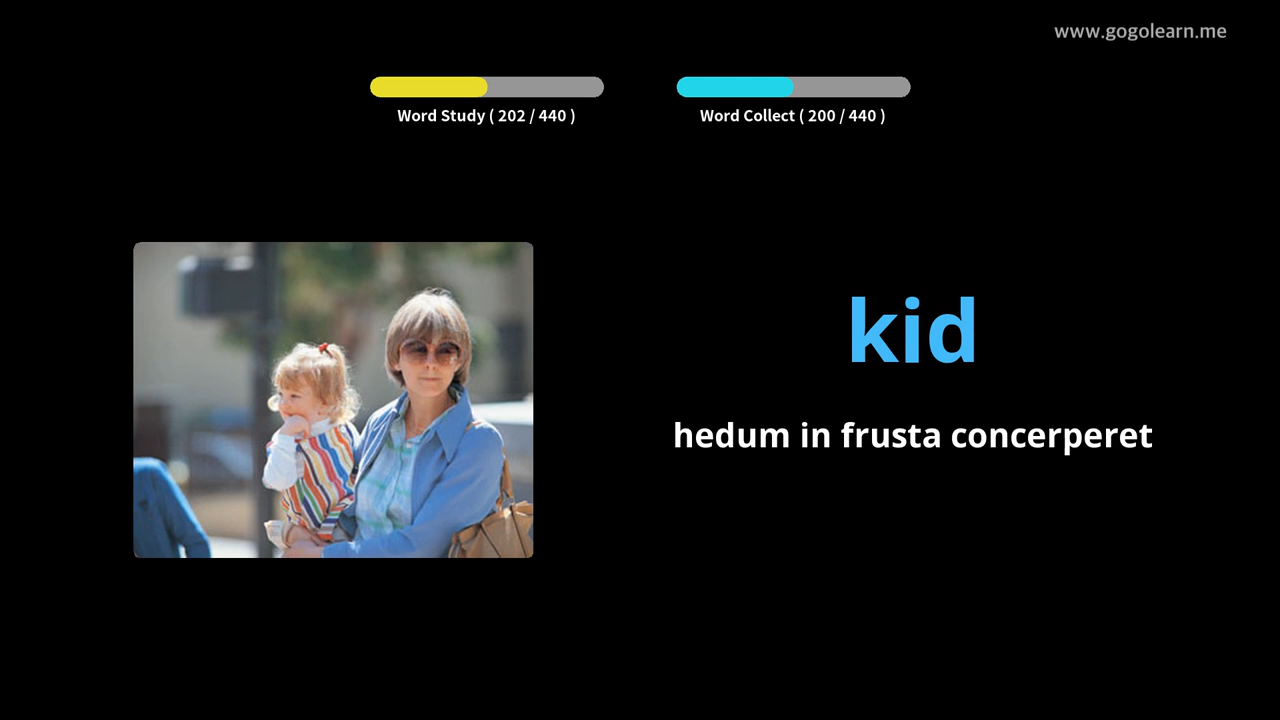 www.gogolearn.me
Word Study ( 202 / 440 )
Word Collect ( 200 / 440 )
kid
hedum in frusta concerperet